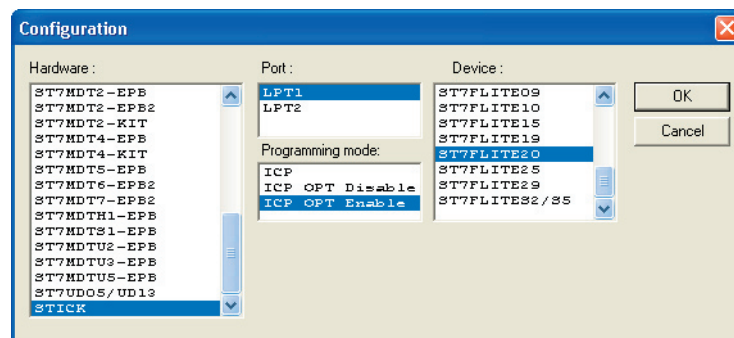 Configuration
Hardware :
ST7MDT2-EPB
ST7MDT2-EPB2
ST7MDT2-KIT
ST7MDT4-EPB
ST7MDT4-KIT
ST7MDT5-EPB
ST7MDT6-EPB2
ST7MDT7-EPB2
ST7MDTH1-EPB
ST7MDTS1-EPB
ST7MDTU2-EPB
ST7MDTU3-EPB
ST7MDTU5-EPB
ST7UDO5/UD13
STICK
Port :
LPT1
LPT2
Programming mode:
ICP
ICP OPT Disable
ICP OPT Enable
Device :
ST7FLITE09
ST7FLITE10
ST7FLITE15
ST7FLITE19
ST7FLITE20
ST7FLITE25
ST7FLITE29
ST7FLITES2/S5
OK
Cancel